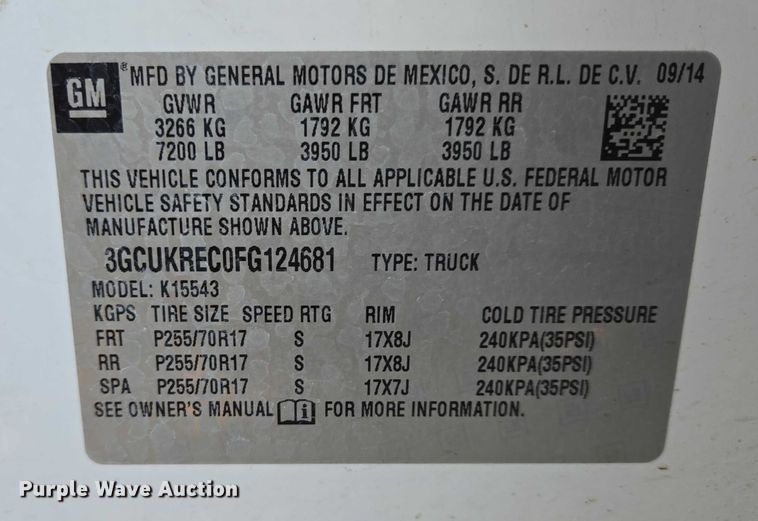 GM
® MFD BY GENERAL MOTORS DE MEXICO, S. DE R.L. DE C.V. 09/14
GVWR GAWR FRT GAWR RR
3266 KG 1792 KG 1792 KG
7200 LB 3950 LB 3950 LB
THIS VEHICLE CONFORMS TO ALL APPLICABLE U.S. FEDERAL MOTOR
VEHICLE SAFETY STANDARDS IN EFFECT ON THE DATE OF
MANUFACTURE SHOWN ABOVE.
3GCUKREC0FG124681 TYPE: TRUCK
MODEL: K15543
KGPS TIRE SIZE SPEED RTG RIM COLD TIRE PRESSURE
FRT P255/70R17 S 17X8J 240KPA(35PSI)
RR P255/70R17 S 17X8J 240KPA(35PSI)
SPA P255/70R17 S 17X7J 240KPA(35PSI)
SEE OWNER'S MANUAL i FOR MORE INFORMATION.
Purple Wave Auction